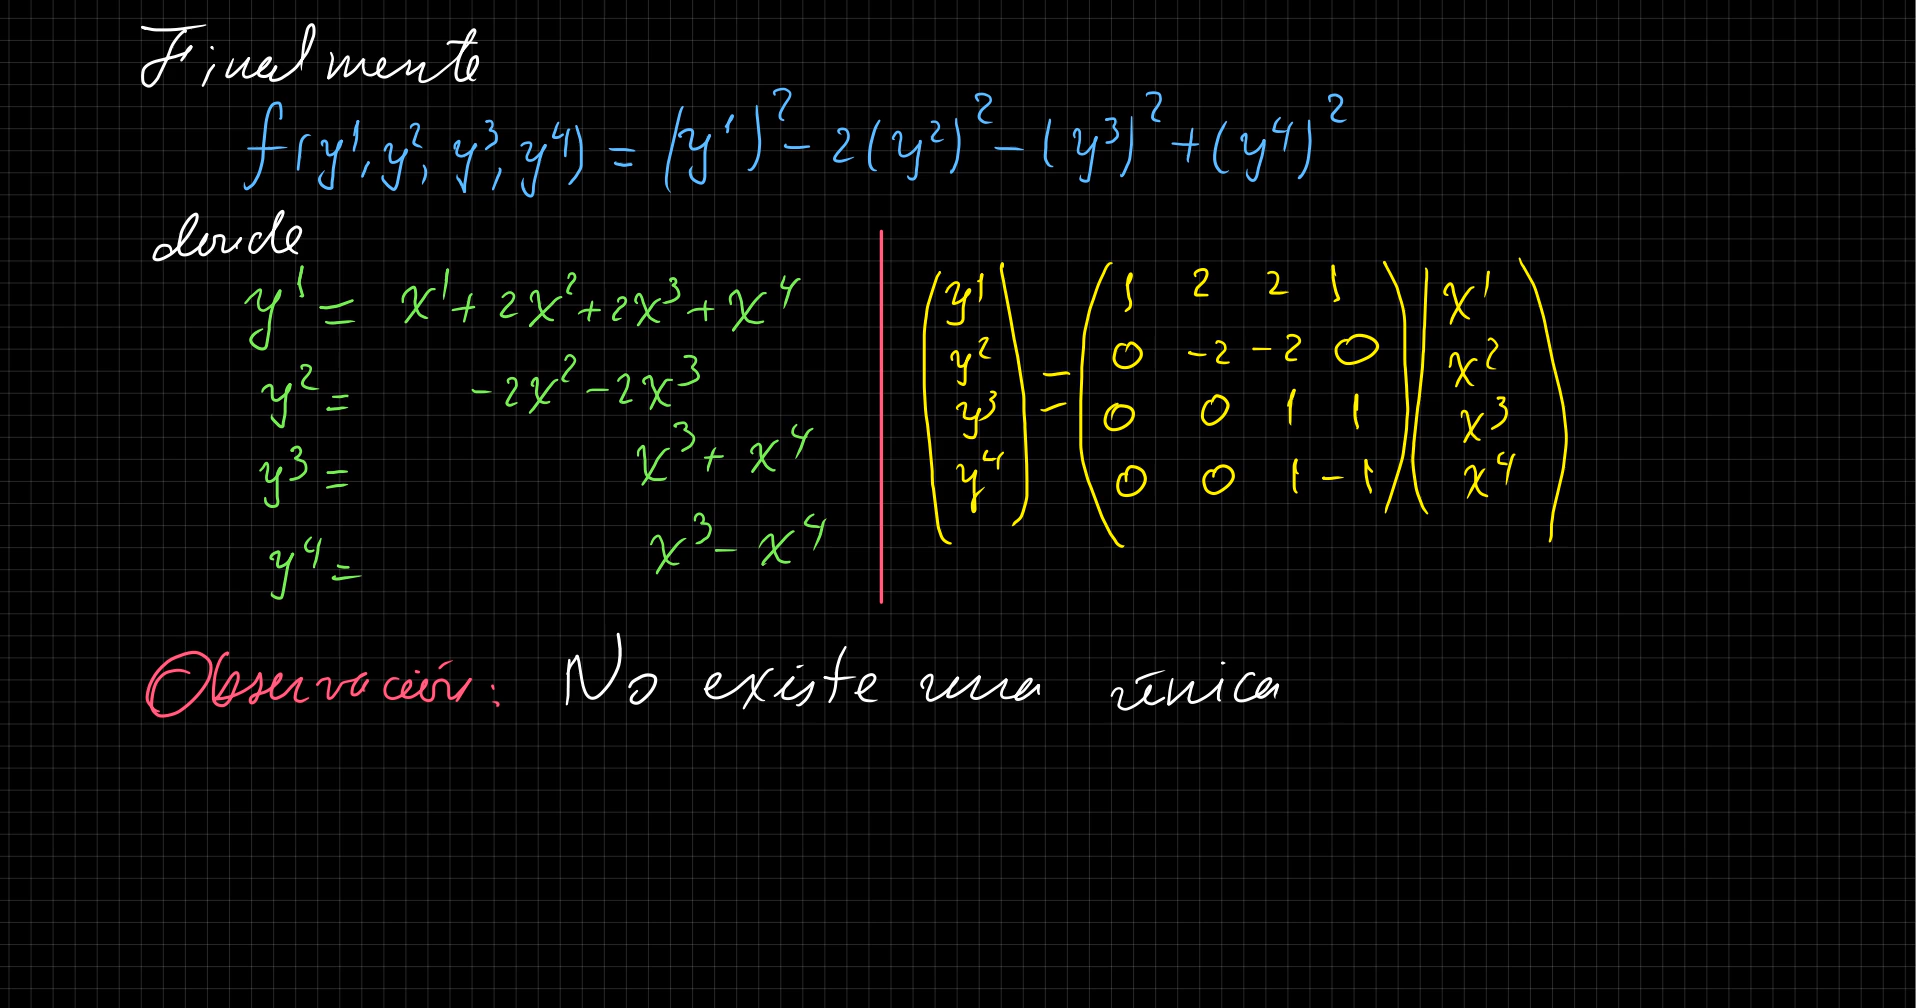 Finalmente
f(y¹, y², y³, y⁴) = (y¹)² - 2(y²)² - (y³)² + (y⁴)²
donde
y¹ = x¹ + 2x² + 2x³ + x⁴
y² = -2x² - 2x³
y³ = x³ + x⁴
y⁴ = x³ - x⁴
(y¹) = (1 2 2 1) (x¹)
(y²) = (0 -2 -2 0) (x²)
(y³) = (0 0 1 1) (x³)
(y⁴) = (0 0 1 -1) (x⁴)
Observación: No existe una única